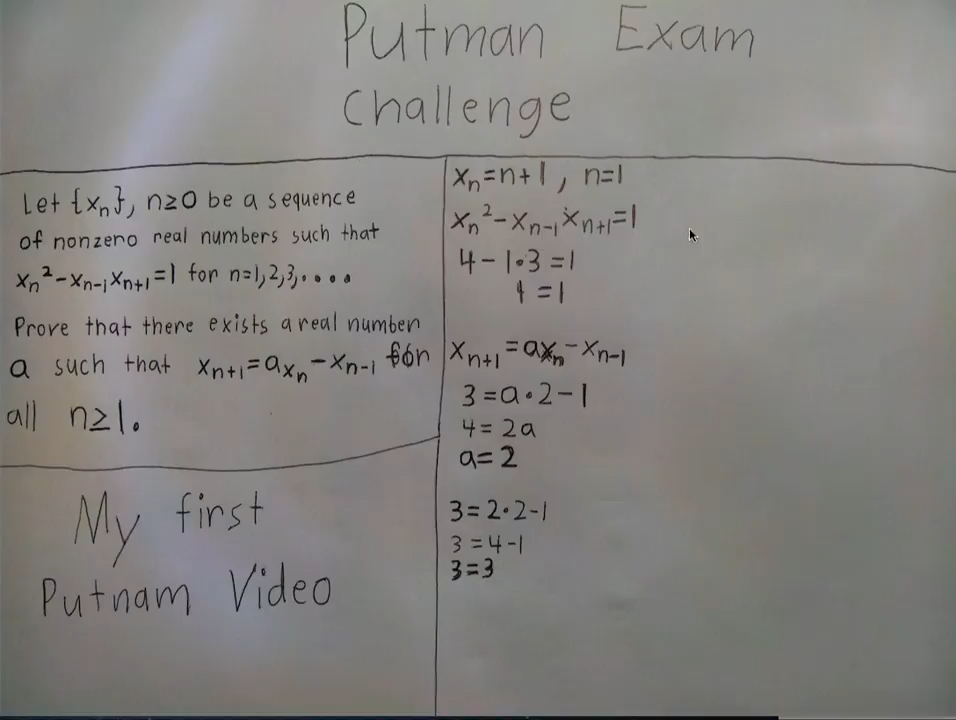 Putman Exam
Challenge
Let {xₙ}, n≥0 be a sequence
of nonzero real numbers such that
xₙ²-xₙ₋₁xₙ₊₁=1 for n=1,2,3,....
Prove that there exists a real number
a such that xₙ₊₁=axₙ-xₙ₋₁ for
all n≥1.
My first
Putnam Video
xₙ=n+1, n=1
xₙ²-xₙ₋₁·xₙ₊₁=1
4-1·3=1
1=1
xₙ₊₁=axₙ-xₙ₋₁
3=a·2-1
4=2a
a=2
3=2·2-1
3=4-1
3=3